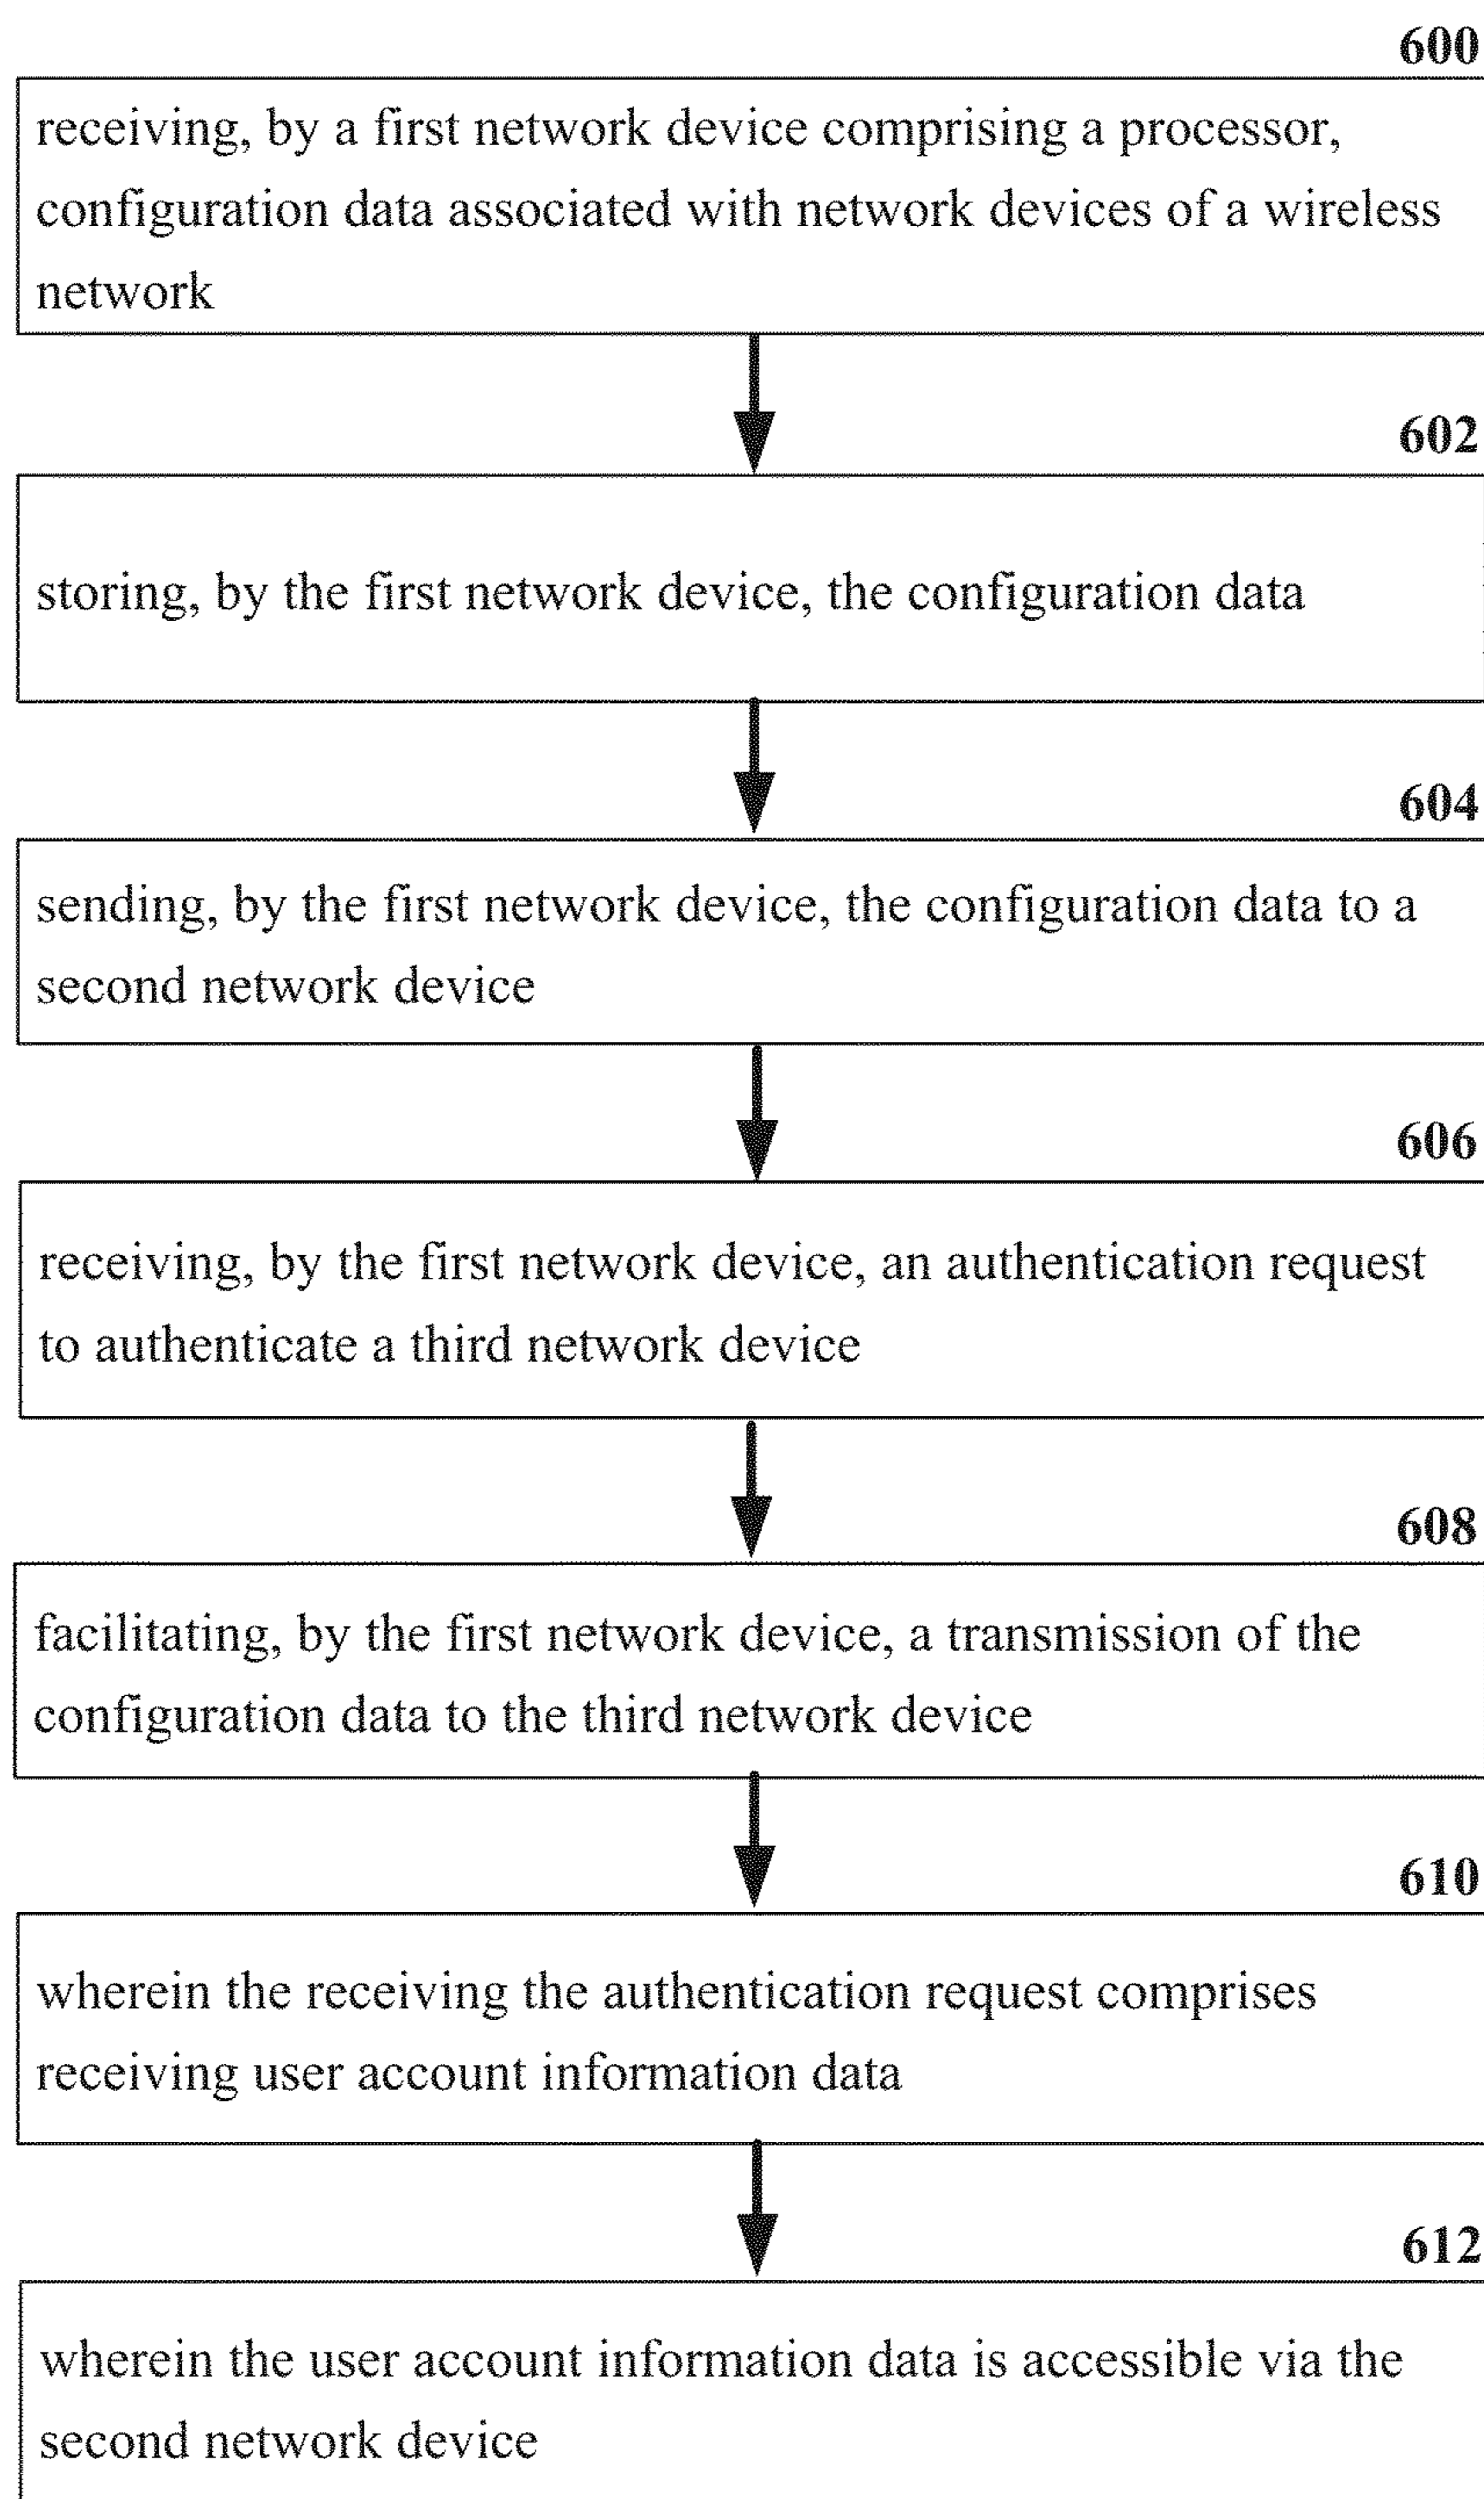 600
receiving, by a first network device comprising a processor,
configuration data associated with network devices of a wireless
network
602
storing, by the first network device, the configuration data
604
sending, by the first network device, the configuration data to a
second network device
606
receiving, by the first network device, an authentication request
to authenticate a third network device
608
facilitating, by the first network device, a transmission of the
configuration data to the third network device
610
wherein the receiving the authentication request comprises
receiving user account information data
612
wherein the user account information data is accessible via the
second network device